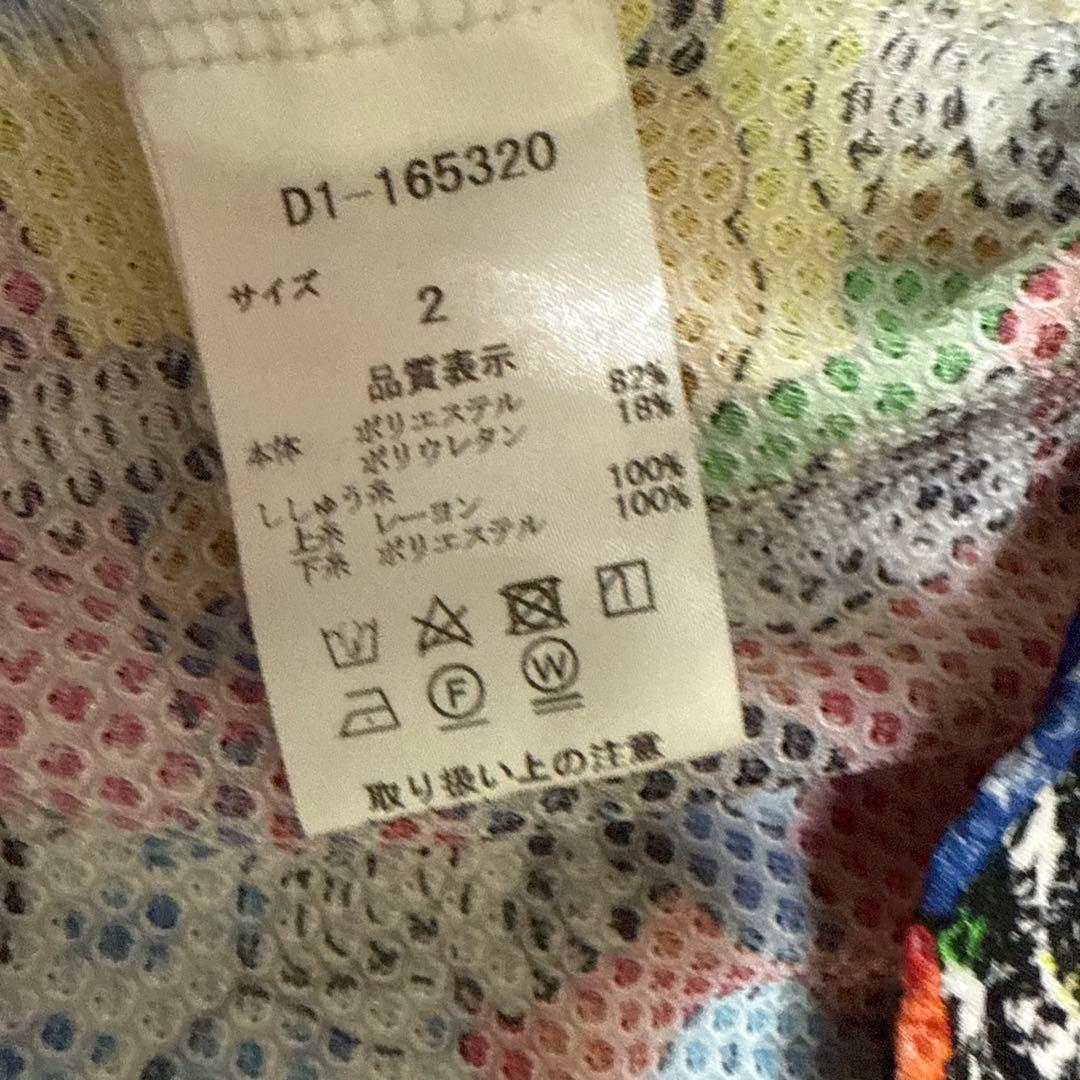 D1-165320
サイズ 2
品質表示
本体 ポリエステル 82%
ポリウレタン 18%
ししゅう糸
上糸 レーヨン 100%
下糸 ポリエステル 100%
F W
取り扱い上の注意